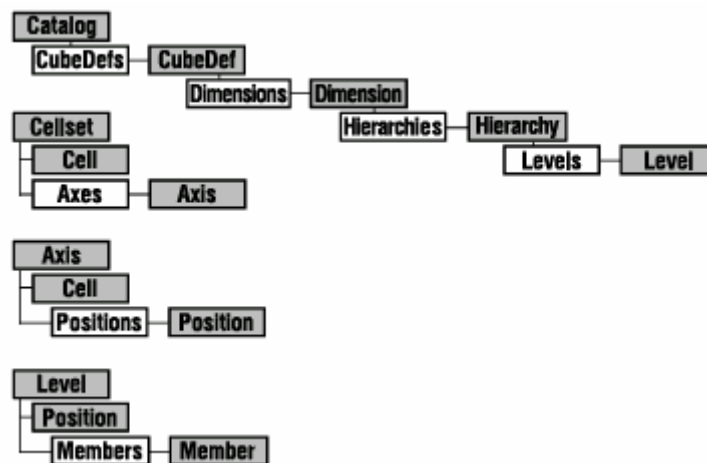 Catalog
CubeDefs CubeDef
Dimensions Dimension
Cellset Hierarchies Hierarchy
Cell Levels Level
Axes Axis
Axis
Cell
Positions Position
Level
Position
Members Member